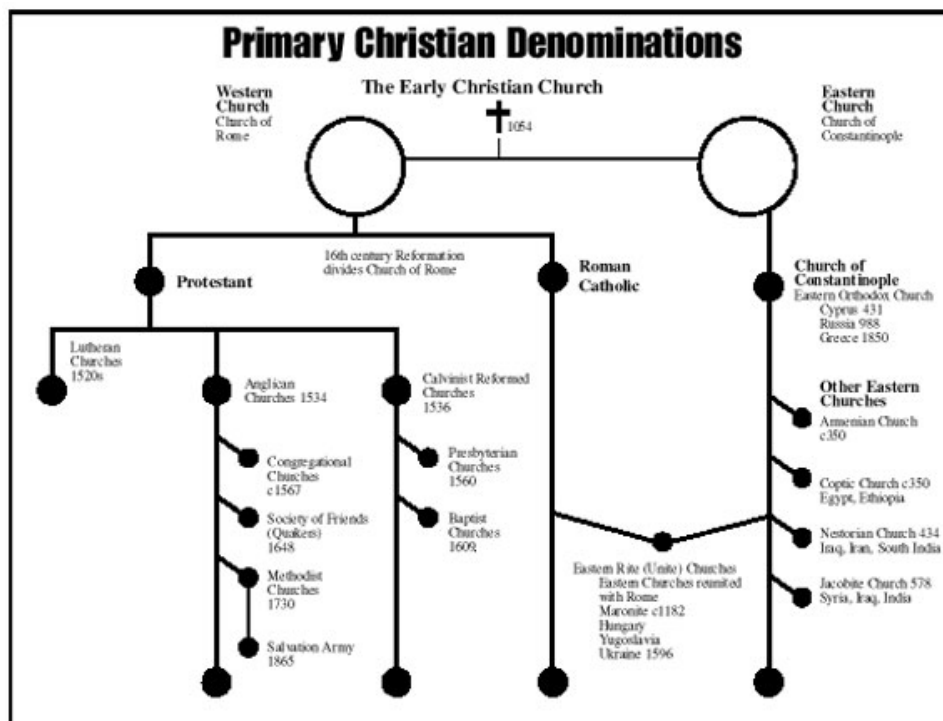 Primary Christian Denominations
The Early Christian Church
1054
Western
Church
Church of
Rome
Eastern
Church
Church of
Constantinople
16th century Reformation
divides Church of Rome
Protestant
Roman
Catholic
Church of
Constantinople
Eastern Orthodox Church
Cyprus 431
Russia 988
Greece 1850
Lutheran
Churches
1520s
Anglican
Churches 1534
Calvinist Reformed
Churches
1536
Other Eastern
Churches
Armenian Church
c350
Congregational
Churches
c1567
Presbyterian
Churches
1560
Coptic Church c350
Egypt, Ethiopia
Society of Friends
(Quakers)
1648
Baptist
Churches
1609
Nestorian Church 434
Iraq, Iran, South India
Methodist
Churches
1730
Eastern Rite (Unite) Churches
Eastern Churches reunited
with Rome
Maronite c1182
Hungary
Yugoslavia
Ukraine 1596
Jacobite Church 578
Syria, Iraq, India
Salvation Army
1865